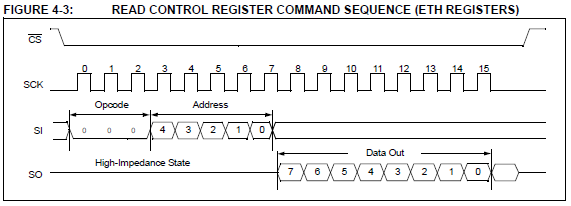 FIGURE 4-3: READ CONTROL REGISTER COMMAND SEQUENCE (ETH REGISTERS)
CS
0 1 2 3 4 5 6 7 8 9 10 11 12 13 14 15
SCK
Opcode Address
SI 0 0 0 4 3 2 1 0
High-Impedance State Data Out
SO 7 6 5 4 3 2 1 0